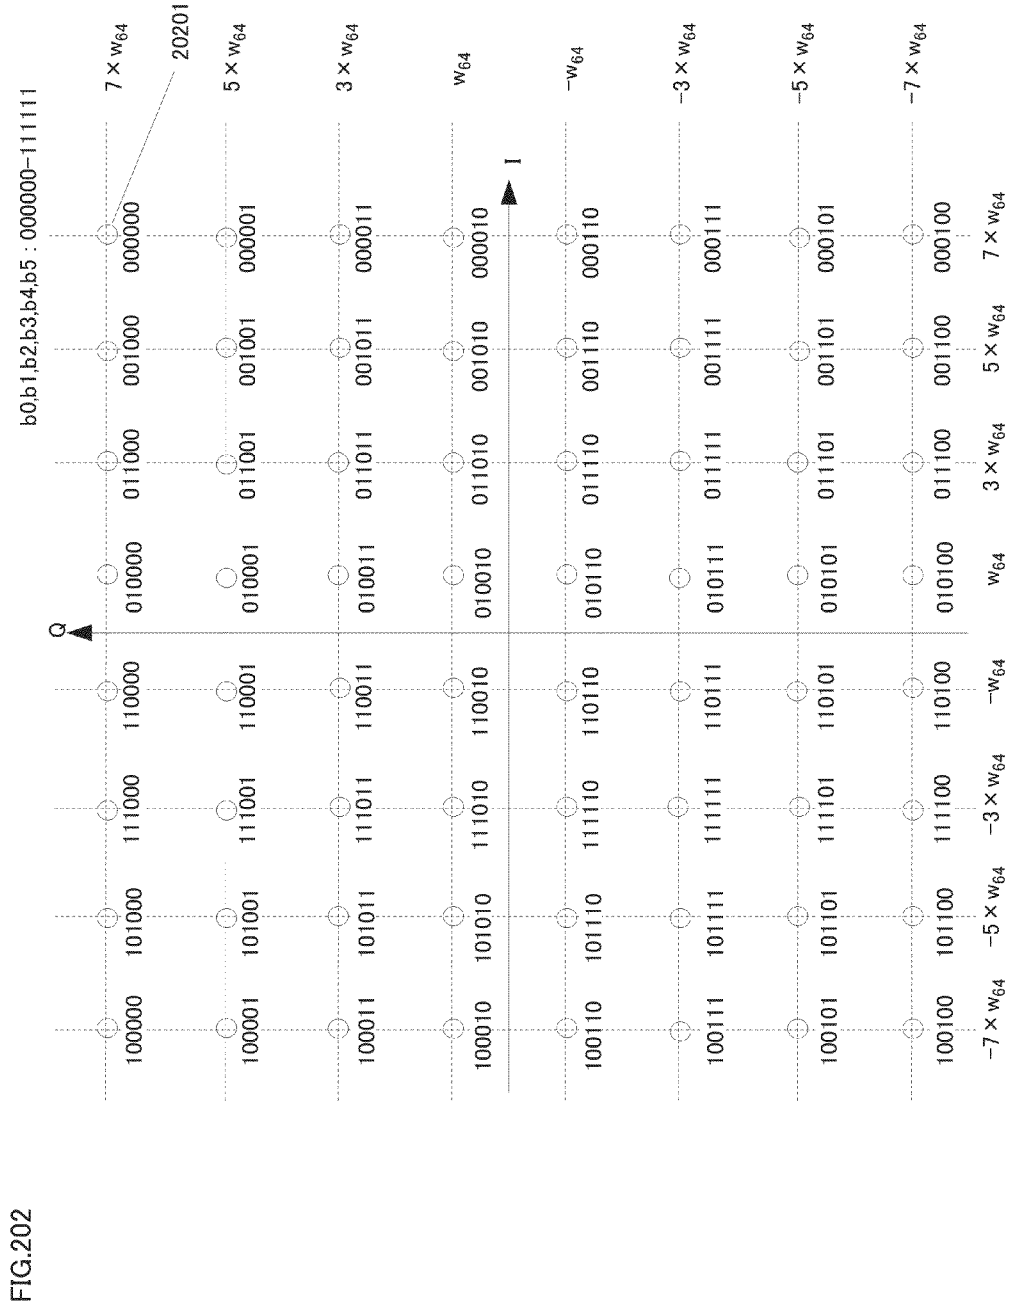 FIG.202
b0,b1,b2,b3,b4,b5 : 000000-111111
Q
20201
100000 101000 111000 110000 010000 011000 001000 000000 7×w64
100001 101001 111001 110001 010001 011001 001001 000001 5×w64
100011 101011 111011 110011 010011 011011 001011 000011 3×w64
100010 101010 111010 110010 010010 011010 001010 000010 w64
I
100110 101110 111110 110110 010110 011110 001110 000110 -w64
100111 101111 111111 110111 010111 011111 001111 000111 -3×w64
100101 101101 111101 110101 010101 011101 001101 000101 -5×w64
100100 101100 111100 110100 010100 011100 001100 000100 -7×w64
-7×w64 -5×w64 -3×w64 -w64 w64 3×w64 5×w64 7×w64